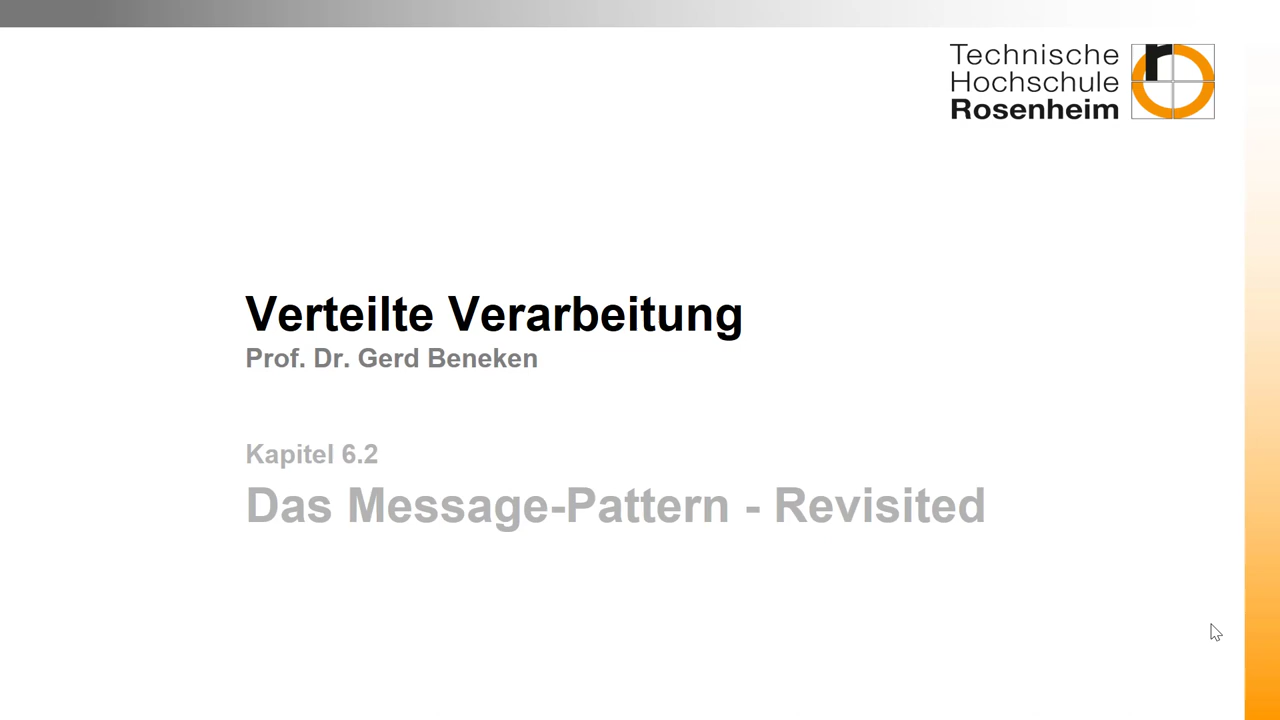 Technische
Hochschule
Rosenheim
Verteilte Verarbeitung
Prof. Dr. Gerd Beneken
Kapitel 6.2
Das Message-Pattern - Revisited